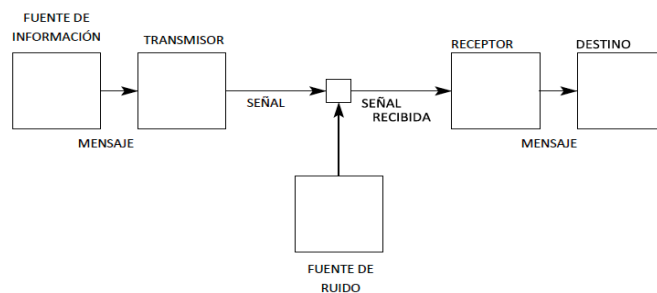 FUENTE DE
INFORMACIÓN
TRANSMISOR
RECEPTOR
DESTINO
SEÑAL
SEÑAL
RECIBIDA
MENSAJE
MENSAJE
FUENTE DE
RUIDO